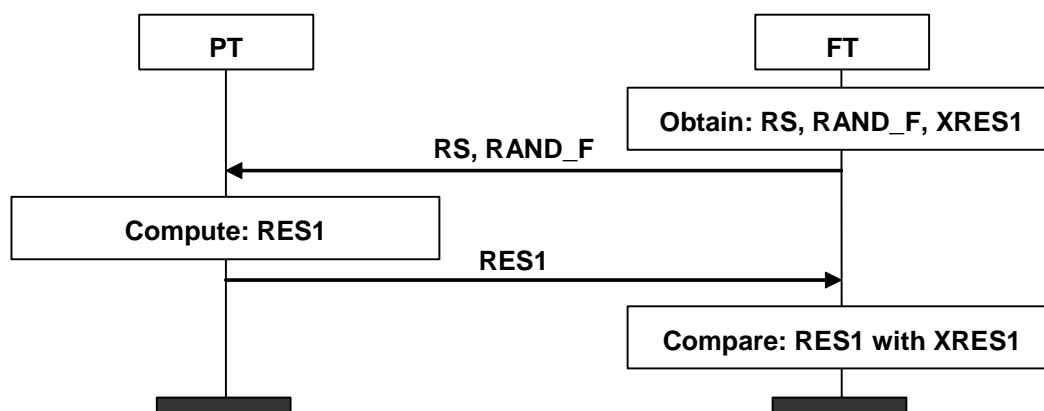 PT
FT
Obtain: RS, RAND_F, XRES1
RS, RAND_F
Compute: RES1
RES1
Compare: RES1 with XRES1